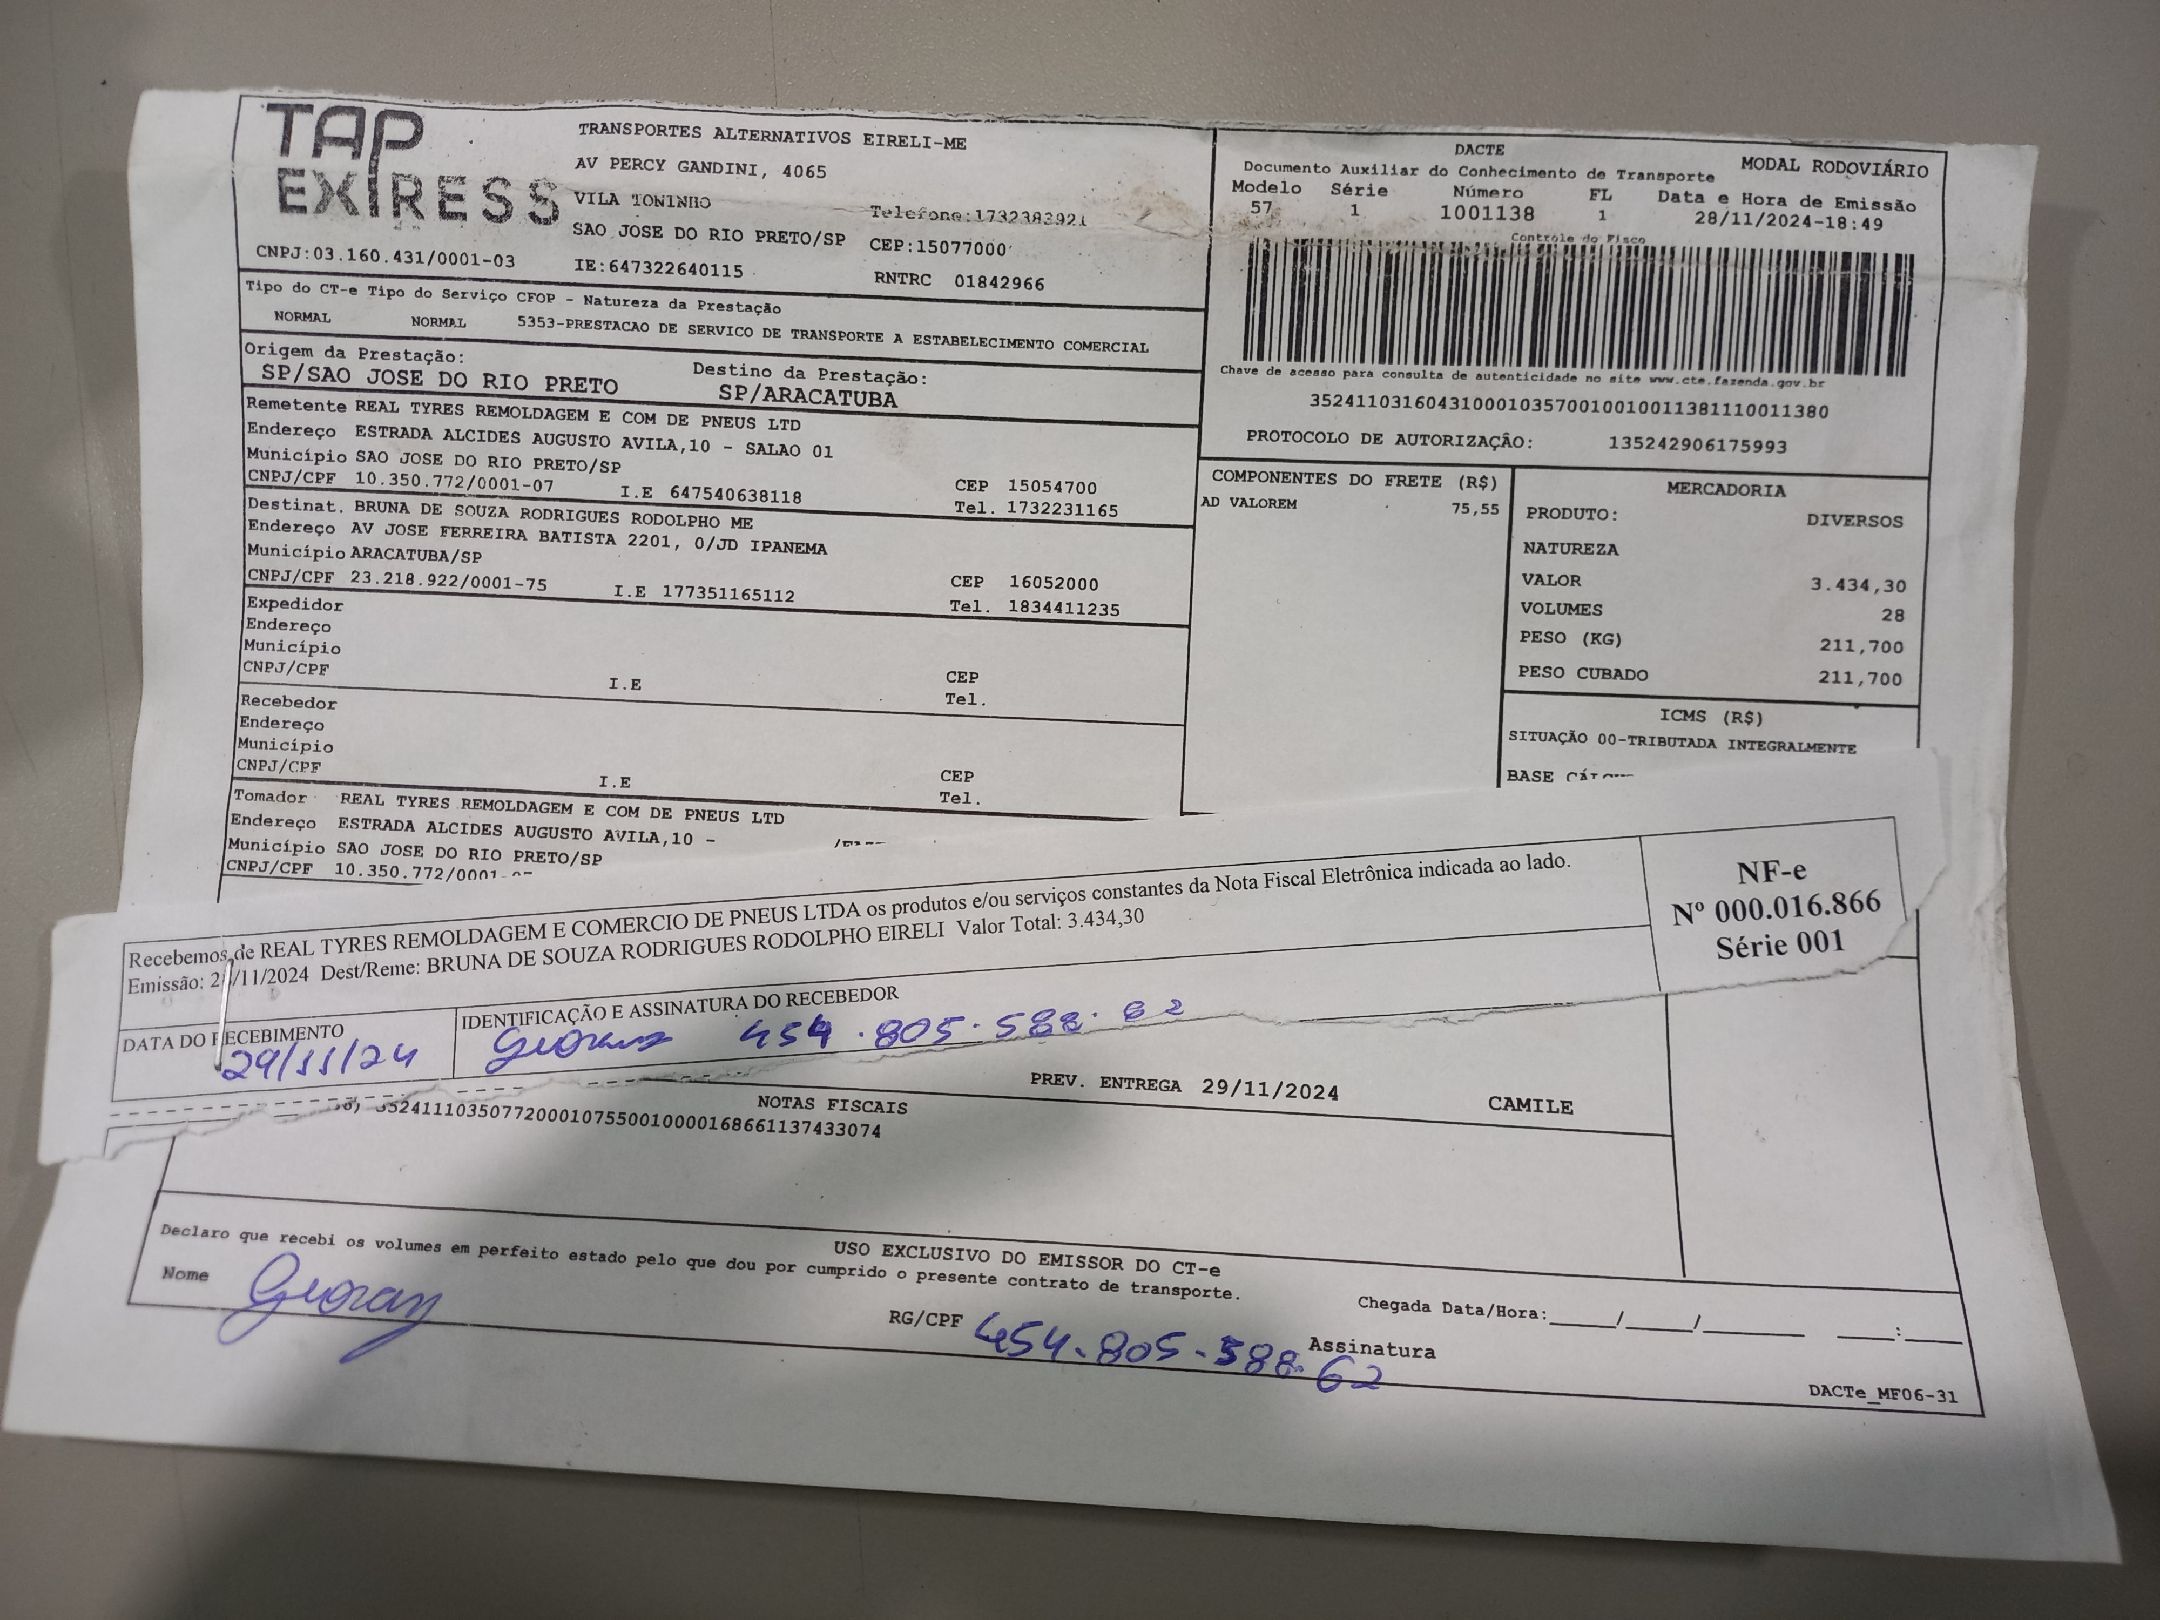 TAP
EXPRESS
TRANSPORTES ALTERNATIVOS EIRELI-ME
AV PERCY GANDINI, 4065
VILA TONINHO Telefone:1732383921
SAO JOSE DO RIO PRETO/SP CEP:15077000
CNPJ:03.160.431/0001-03 IE:647322640115 RNTRC 01842966
DACTE
Documento Auxiliar do Conhecimento de Transporte MODAL RODOVIÁRIO
Modelo Série Número FL Data e Hora de Emissão
57 1 1001138 1 28/11/2024-18:49
Controle do Fisco
Chave de acesso para consulta de autenticidade no site www.cte.fazenda.gov.br
35241103160431000103570010010011381110011380
PROTOCOLO DE AUTORIZAÇÃO: 135242906175993
Tipo do CT-e Tipo do Serviço CFOP - Natureza da Prestação
NORMAL NORMAL 5353-PRESTACAO DE SERVICO DE TRANSPORTE A ESTABELECIMENTO COMERCIAL
Origem da Prestação: Destino da Prestação:
SP/SAO JOSE DO RIO PRETO SP/ARACATUBA
Remetente REAL TYRES REMOLDAGEM E COM DE PNEUS LTD
Endereço ESTRADA ALCIDES AUGUSTO AVILA,10 - SALAO 01
Município SAO JOSE DO RIO PRETO/SP CEP 15054700
CNPJ/CPF 10.350.772/0001-07 I.E 647540638118 Tel. 1732231165
Destinat. BRUNA DE SOUZA RODRIGUES RODOLPHO ME
Endereço AV JOSE FERREIRA BATISTA 2201, 0/JD IPANEMA
Município ARACATUBA/SP CEP 16052000
CNPJ/CPF 23.218.922/0001-75 I.E 177351165112 Tel. 1834411235
Expedidor
Endereço
Município CEP
CNPJ/CPF I.E Tel.
Recebedor
Endereço
Município CEP
CNPJ/CPF I.E Tel.
Tomador REAL TYRES REMOLDAGEM E COM DE PNEUS LTD
Endereço ESTRADA ALCIDES AUGUSTO AVILA,10 -
Município SAO JOSE DO RIO PRETO/SP
CNPJ/CPF 10.350.772/0001-
COMPONENTES DO FRETE (R$)
AD VALOREM 75,55
MERCADORIA
PRODUTO: DIVERSOS
NATUREZA
VALOR 3.434,30
VOLUMES 28
PESO (KG) 211,700
PESO CUBADO 211,700
ICMS (R$)
SITUAÇÃO 00-TRIBUTADA INTEGRALMENTE
BASE
Recebemos de REAL TYRES REMOLDAGEM E COMERCIO DE PNEUS LTDA os produtos e/ou serviços constantes da Nota Fiscal Eletrônica indicada ao lado.
Emissão: 28/11/2024 Dest/Reme: BRUNA DE SOUZA RODRIGUES RODOLPHO EIRELI Valor Total: 3.434,30
NF-e
Nº 000.016.866
Série 001
DATA DO RECEBIMENTO IDENTIFICAÇÃO E ASSINATURA DO RECEBEDOR
29/11/24 454.805.588.62
PREV. ENTREGA 29/11/2024 CAMILE
NOTAS FISCAIS
35241110350772000107550010000168661137433074
USO EXCLUSIVO DO EMISSOR DO CT-e
Declaro que recebi os volumes em perfeito estado pelo que dou por cumprido o presente contrato de transporte.
Nome RG/CPF 454.805.588.62 Assinatura Chegada Data/Hora:_____/_____/_______ ____:____
DACTe_MF06-31